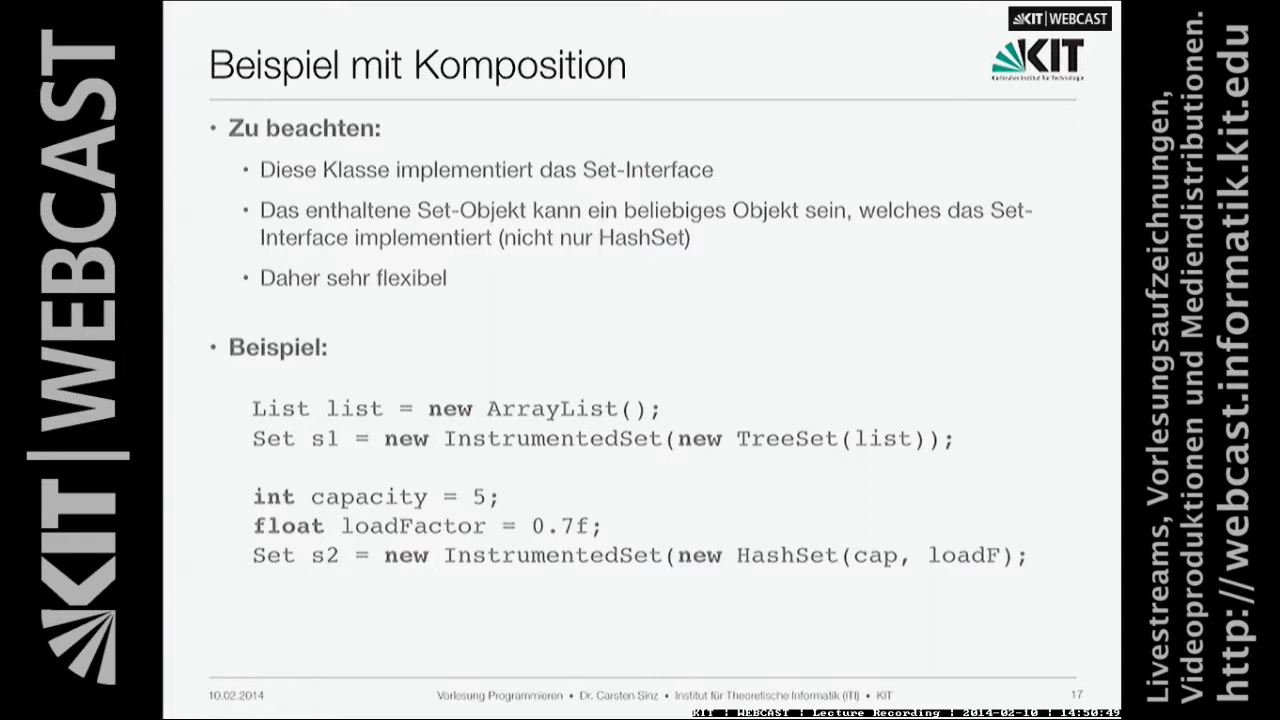 KIT|WEBCAST
KIT|WEBCAST
KIT
Karlsruher Institut für Technologie
Beispiel mit Komposition
• Zu beachten:
• Diese Klasse implementiert das Set-Interface
• Das enthaltene Set-Objekt kann ein beliebiges Objekt sein, welches das Set-
Interface implementiert (nicht nur HashSet)
• Daher sehr flexibel
• Beispiel:
List list = new ArrayList();
Set s1 = new InstrumentedSet(new TreeSet(list));
int capacity = 5;
float loadFactor = 0.7f;
Set s2 = new InstrumentedSet(new HashSet(cap, loadF);
10.02.2014
Vorlesung Programmieren • Dr. Carsten Sinz • Institut für Theoretische Informatik (ITI) • KIT
17
KIT : WEBCAST : Lecture Recording : 2014-02-10 : 14:50:49
Livestreams, Vorlesungsaufzeichnungen,
Videoproduktionen und Mediendistributionen.
http://webcast.informatik.kit.edu